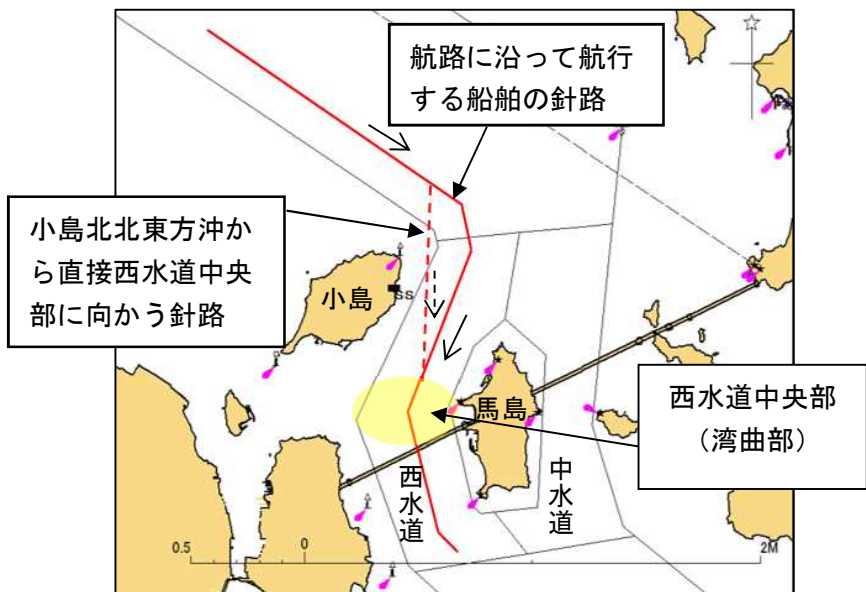 航路に沿って航行
する船舶の針路
小島北北東方沖か
ら直接西水道中央
部に向かう針路
小島
SS
馬島
西水道中央部
（湾曲部）
西水道
中水道
0.5
0
2M